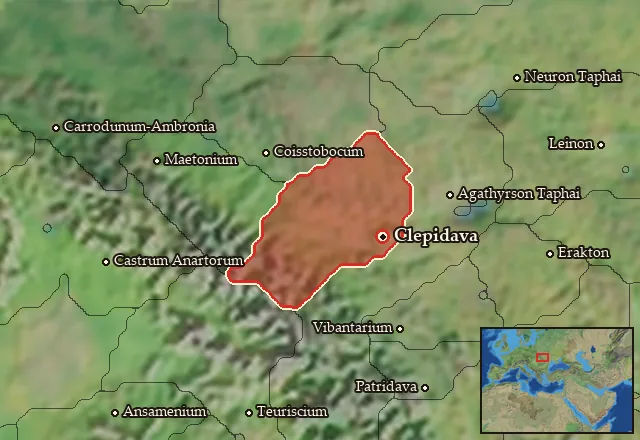 Neuron Taphai
Carrodunum-Ambronia
Leinon
Coisstobocum
Maetonium
Agathyrson Taphai
Clepidava
Erakton
Castrum Anartorum
Vibantarium
Patridava
Ansamenium
Teuriscium